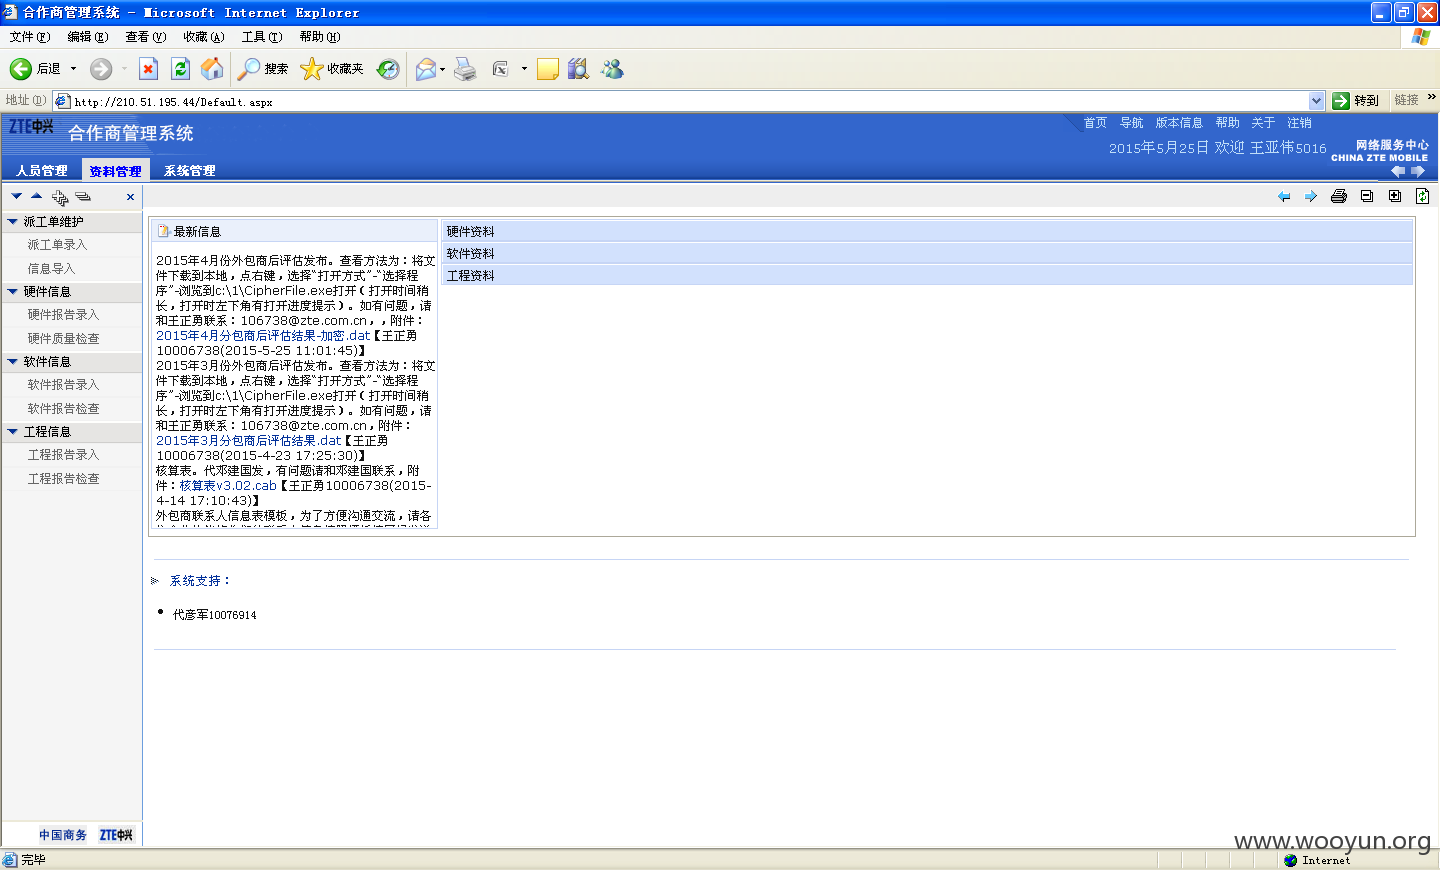 合作商管理系统 - Microsoft Internet Explorer
文件(F) 编辑(E) 查看(V) 收藏(A) 工具(T) 帮助(H)
后退 搜索 收藏夹
地址(D) http://210.51.195.44/Default.aspx 转到 链接 »
ZTE中兴 合作商管理系统
首页 导航 版本信息 帮助 关于 注销
2015年5月25日 欢迎 王亚伟5016
网络服务中心
CHINA ZTE MOBILE
人员管理 资料管理 系统管理
派工单维护
派工单录入
信息导入
硬件信息
硬件报告录入
硬件质量检查
软件信息
软件报告录入
软件报告检查
工程信息
工程报告录入
工程报告检查
中国商务 ZTE中兴
最新信息
2015年4月份外包商后评估发布。查看方法为：将文
件下载到本地，点右键，选择“打开方式”-“选择程
序”-浏览到c:\1\CipherFile.exe打开（打开时间稍
长，打开时左下角有打开进度提示）。如有问题，请
和王正勇联系：106738@zte.com.cn，，附件：
2015年4月分包商后评估结果-加密.dat【王正勇
10006738(2015-5-25 11:01:45)】
2015年3月份外包商后评估发布。查看方法为：将文
件下载到本地，点右键，选择“打开方式”-“选择程
序”-浏览到c:\1\CipherFile.exe打开（打开时间稍
长，打开时左下角有打开进度提示）。如有问题，请
和王正勇联系：106738@zte.com.cn，附件：
2015年3月分包商后评估结果.dat【王正勇
10006738(2015-4-23 17:25:30)】
核算表。代邓建国发，有问题请和邓建国联系，附
件：核算表v3.02.cab【王正勇10006738(2015-
4-14 17:10:43)】
外包商联系人信息表模板，为了方便沟通交流，请各
硬件资料
软件资料
工程资料
系统支持：
代彦军10076914
www.wooyun.org
完毕
Internet